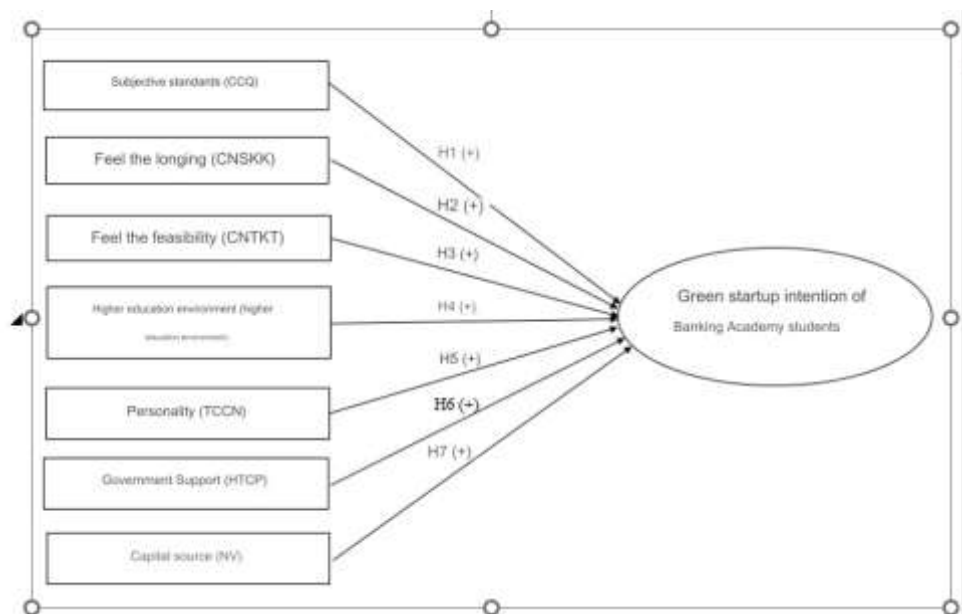 Subjective standards (CCQ)
Feel the longing (CNSKK)
Feel the feasibility (CNTKT)
Higher education environment (higher
education environment)
Personality (TCCN)
Government Support (HTCP)
Capital source (NV)
H1 (+)
H2 (+)
H3 (+)
H4 (+)
H5 (+)
H6 (+)
H7 (+)
Green startup intention of
Banking Academy students